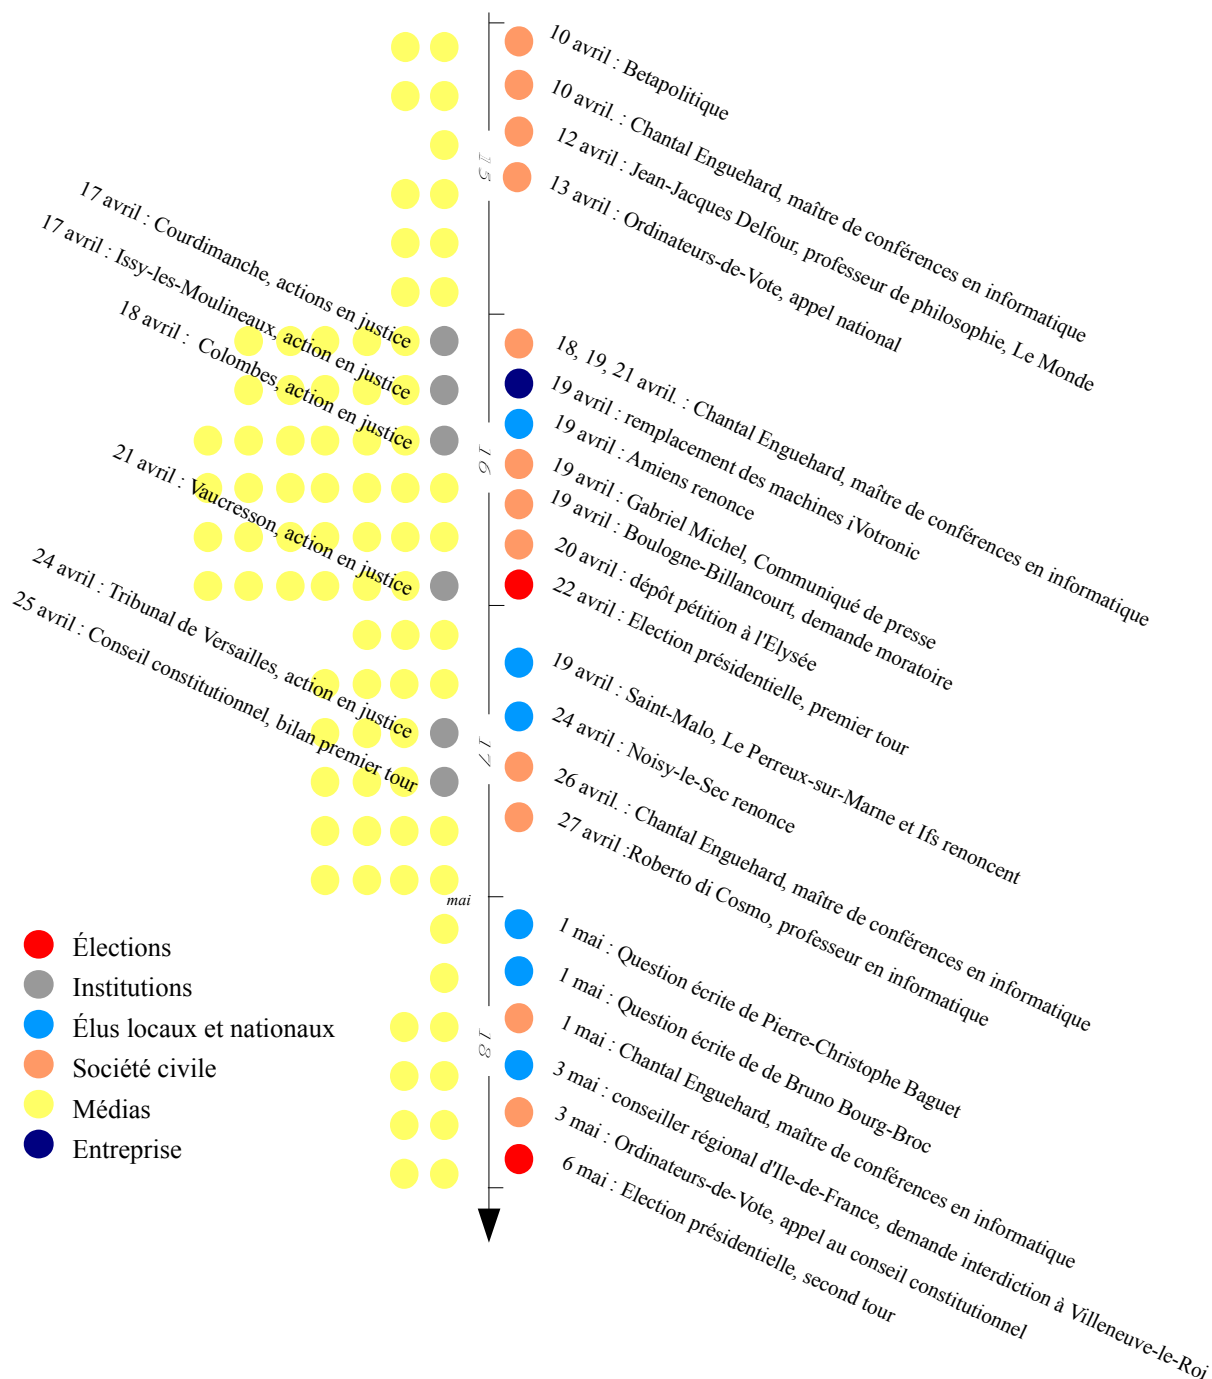 10 avril : Betapolitique
10 avril. : Chantal Enguehard, maître de conférences en informatique
12 avril : Jean-Jacques Delfour, professeur de philosophie, Le Monde
13 avril : Ordinateurs-de-Vote, appel national
15
17 avril : Courdimanche, actions en justice
17 avril : Issy-les-Moulineaux, action en justice
18 avril : Colombes, action en justice
21 avril : Vaucresson, action en justice
18, 19, 21 avril. : Chantal Enguehard, maître de conférences en informatique
19 avril : remplacement des machines iVotronic
19 avril : Amiens renonce
19 avril : Gabriel Michel, Communiqué de presse
19 avril : Boulogne-Billancourt, demande moratoire
20 avril : dépôt pétition à l'Elysée
22 avril : Election présidentielle, premier tour
16
24 avril : Tribunal de Versailles, action en justice
25 avril : Conseil constitutionnel, bilan premier tour
19 avril : Saint-Malo, Le Perreux-sur-Marne et Ifs renoncent
24 avril : Noisy-le-Sec renonce
26 avril. : Chantal Enguehard, maître de conférences en informatique
27 avril :Roberto di Cosmo, professeur en informatique
17
mai
1 mai : Question écrite de Pierre-Christophe Baguet
1 mai : Question écrite de de Bruno Bourg-Broc
1 mai : Chantal Enguehard, maître de conférences en informatique
3 mai : conseiller régional d'Ile-de-France, demande interdiction à Villeneuve-le-Roi
3 mai : Ordinateurs-de-Vote, appel au conseil constitutionnel
6 mai : Election présidentielle, second tour
18
Élections
Institutions
Élus locaux et nationaux
Société civile
Médias
Entreprise